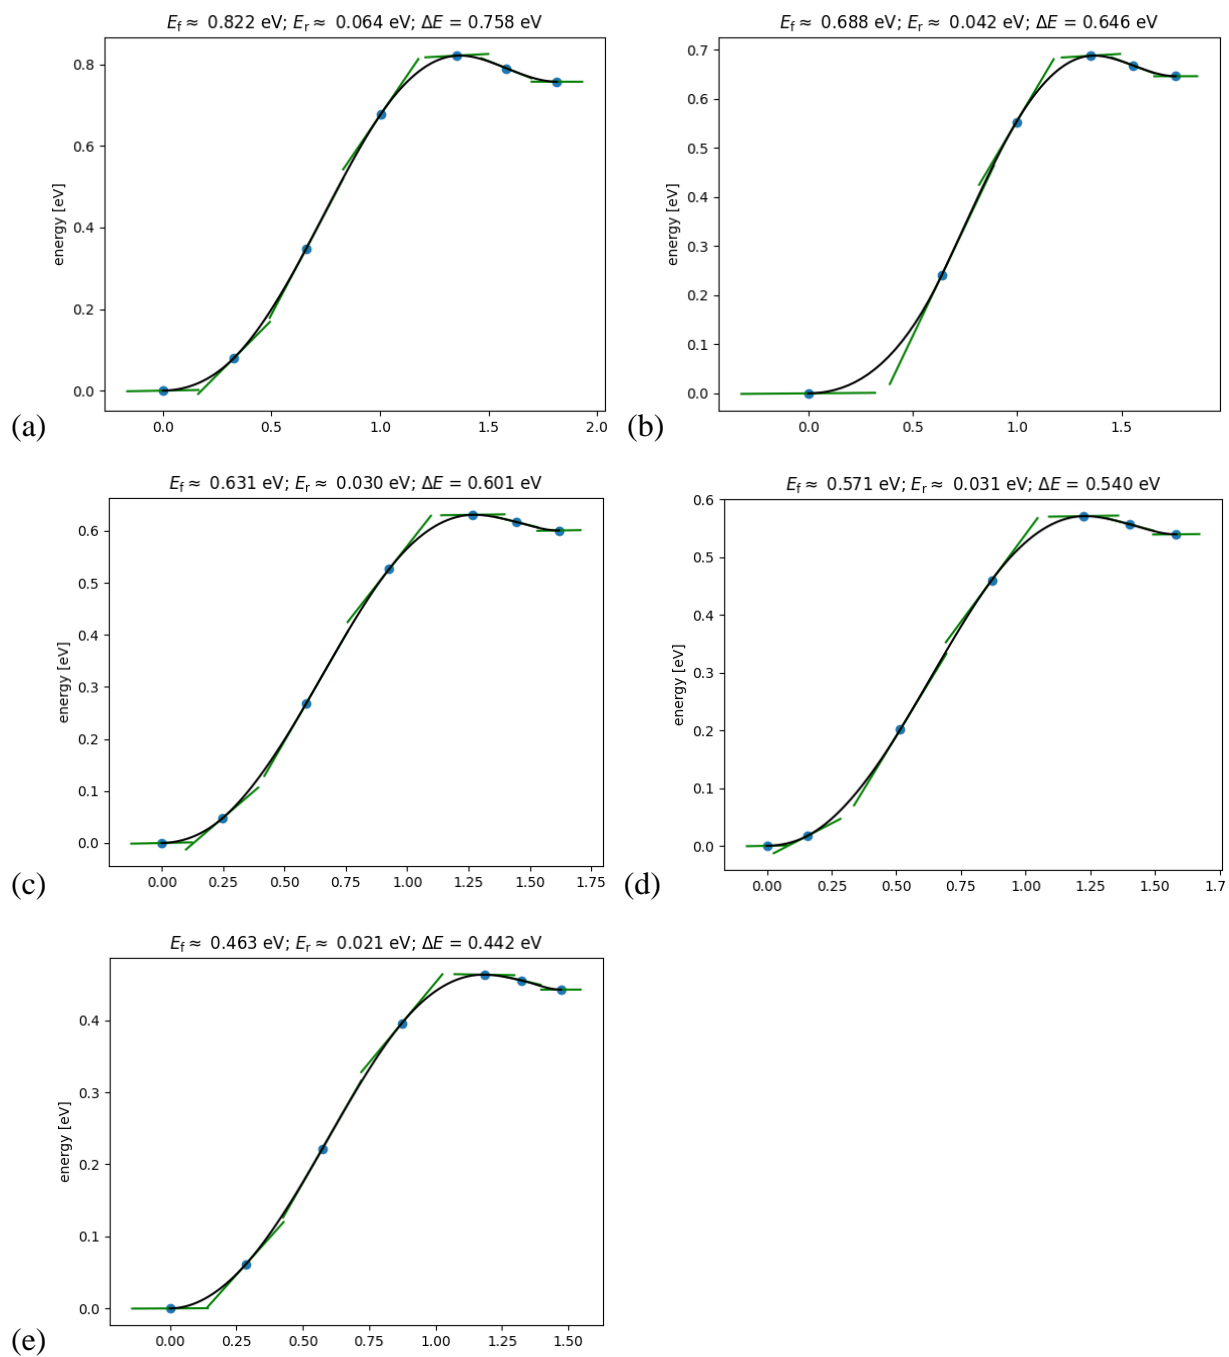 E_f ≈ 0.822 eV; E_r ≈ 0.064 eV; ΔE = 0.758 eV
energy [eV]
0.8
0.6
0.4
0.2
0.0
0.0 0.5 1.0 1.5 2.0
(a)
E_f ≈ 0.688 eV; E_r ≈ 0.042 eV; ΔE = 0.646 eV
energy [eV]
0.7
0.6
0.5
0.4
0.3
0.2
0.1
0.0
0.0 0.5 1.0 1.5
(b)
E_f ≈ 0.631 eV; E_r ≈ 0.030 eV; ΔE = 0.601 eV
energy [eV]
0.6
0.5
0.4
0.3
0.2
0.1
0.0
0.00 0.25 0.50 0.75 1.00 1.25 1.50 1.75
(c)
E_f ≈ 0.571 eV; E_r ≈ 0.031 eV; ΔE = 0.540 eV
energy [eV]
0.6
0.5
0.4
0.3
0.2
0.1
0.0
0.00 0.25 0.50 0.75 1.00 1.25 1.50 1.7
(d)
E_f ≈ 0.463 eV; E_r ≈ 0.021 eV; ΔE = 0.442 eV
energy [eV]
0.4
0.3
0.2
0.1
0.0
0.00 0.25 0.50 0.75 1.00 1.25 1.50
(e)